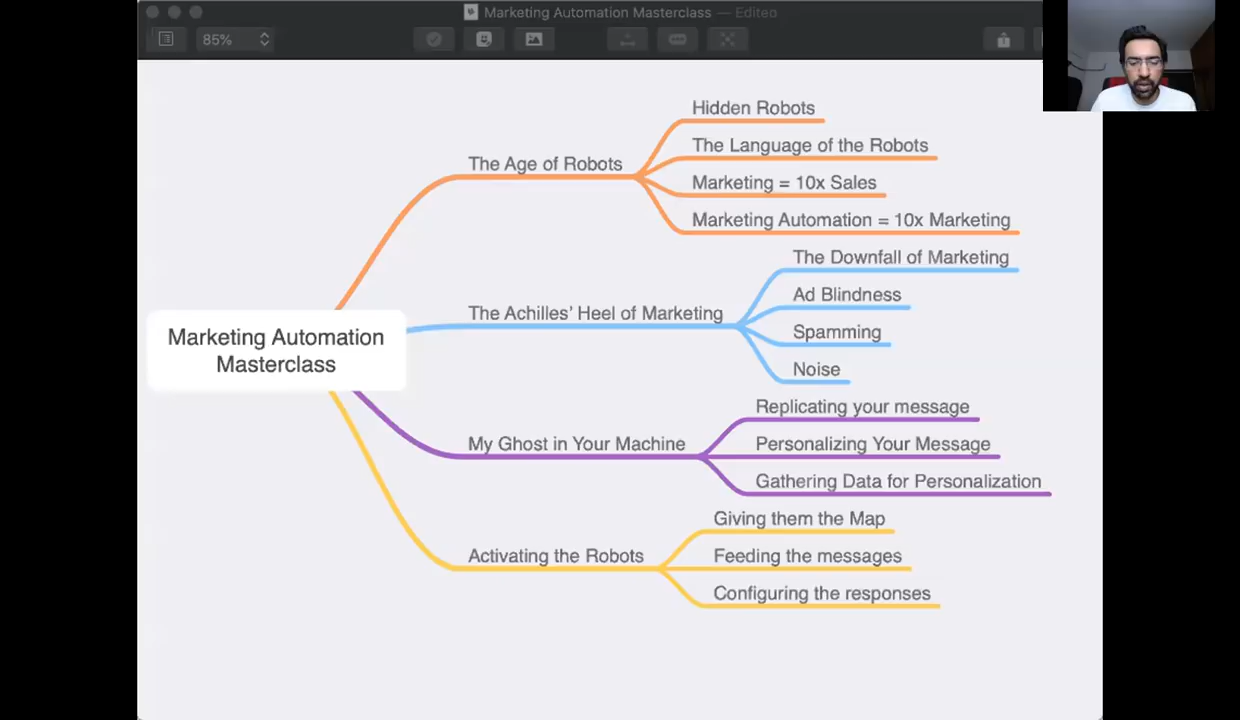 Marketing Automation Masterclass — Edited
85%
Hidden Robots
The Age of Robots
The Language of the Robots
Marketing = 10x Sales
Marketing Automation = 10x Marketing
The Downfall of Marketing
The Achilles’ Heel of Marketing
Ad Blindness
Spamming
Noise
Marketing Automation
Masterclass
Replicating your message
My Ghost in Your Machine
Personalizing Your Message
Gathering Data for Personalization
Giving them the Map
Activating the Robots
Feeding the messages
Configuring the responses